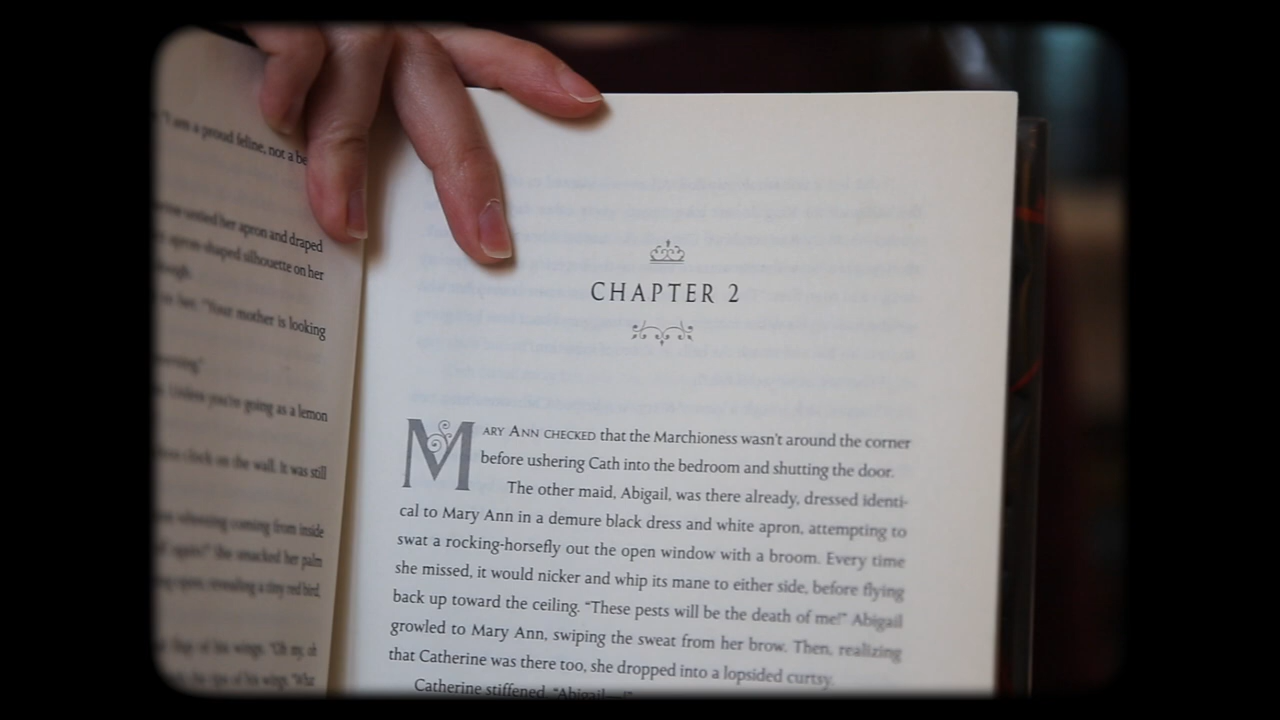 "I am a proud feline, not a be
untied her apron and draped
apron-shaped silhouette on her
"Your mother is looking
Unless you're going as a lemon
clock on the wall. It was still
coming from inside
She smacked her palm
revealing a tiny red bird.
of his wings. "Oh my, oh
of his wings. "What
CHAPTER 2
MARY ANN CHECKED that the Marchioness wasn't around the corner
before ushering Cath into the bedroom and shutting the door.
The other maid, Abigail, was there already, dressed identi-
cal to Mary Ann in a demure black dress and white apron, attempting to
swat a rocking-horsefly out the open window with a broom. Every time
she missed, it would nicker and whip its mane to either side, before flying
back up toward the ceiling. "These pests will be the death of me!" Abigail
growled to Mary Ann, swiping the sweat from her brow. Then, realizing
that Catherine was there too, she dropped into a lopsided curtsy.
Catherine stiffened. "Abigail—!"